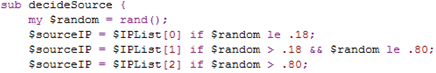 sub decideSource {
my $random = rand();
$sourceIP = $IPList[0] if $random le .18;
$sourceIP = $IPList[1] if $random > .18 && $random le .80;
$sourceIP = $IPList[2] if $random > .80;